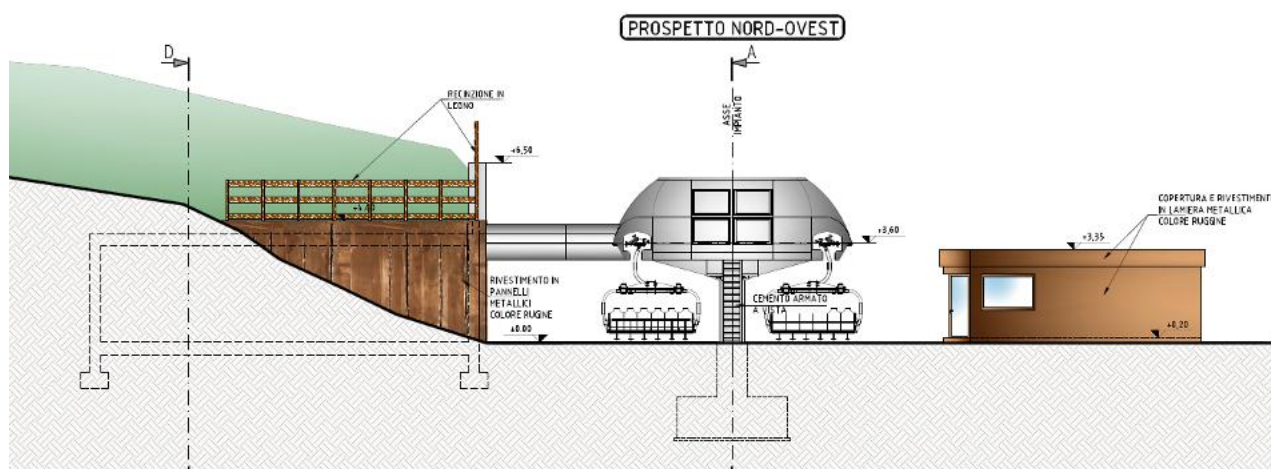 PROSPETTO NORD-OVEST
D
A
RECINZIONE IN
LEGNO
ASSE
IMPIANTO
+6,50
COPERTURA E RIVESTIMENTI
IN LAMIERA METALLICA
COLORE RUGGINE
+3,60
+3,35
RIVESTIMENTO IN
PANNELLI
METALLICI
COLORE RUGINE
CEMENTO ARMATO
A VISTA
±0.00
+0,20